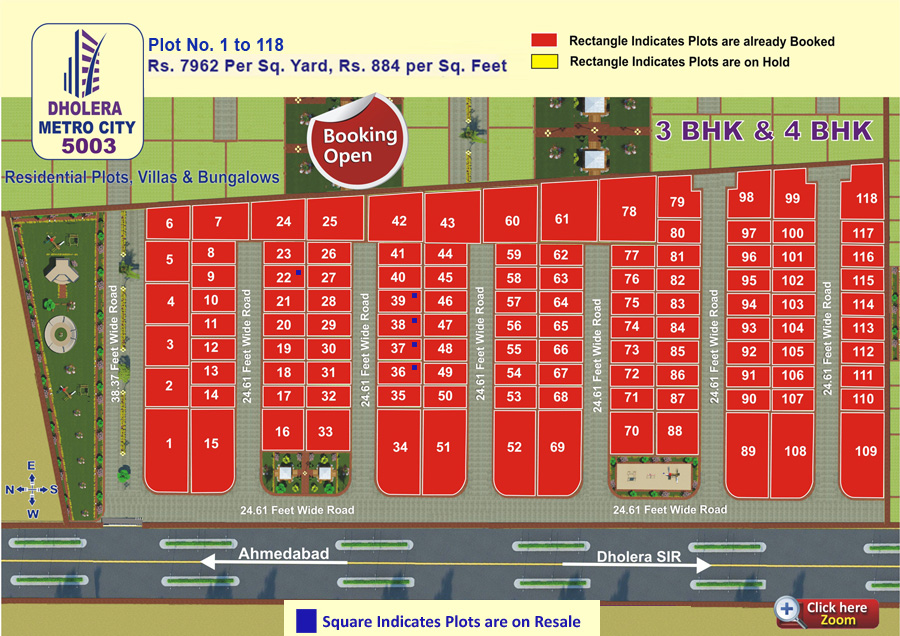 DHOLERA
METRO CITY
5003
Plot No. 1 to 118
Rs. 7962 Per Sq. Yard, Rs. 884 per Sq. Feet
Rectangle Indicates Plots are already Booked
Rectangle Indicates Plots are on Hold
Booking
Open
3 BHK & 4 BHK
Residential Plots, Villas & Bungalows
6 7 24 25 42 43 60 61 78 79 98 99 118
80 97 100 117
5 8 23 26 41 44 59 62 77 81 96 101 116
9 22 27 40 45 58 63 76 82 95 102 115
4 10 21 28 39 46 57 64 75 83 94 103 114
11 20 29 38 47 56 65 74 84 93 104 113
3 12 19 30 37 48 55 66 73 85 92 105 112
2 13 18 31 36 49 54 67 72 86 91 106 111
14 17 32 35 50 53 68 71 87 90 107 110
1 15 16 33 34 51 52 69 70 88 89 108 109
38.37 Feet Wide Road
24.61 Feet Wide Road
24.61 Feet Wide Road
24.61 Feet Wide Road
24.61 Feet Wide Road
24.61 Feet Wide Road
24.61 Feet Wide Road
E
N S
W
24.61 Feet Wide Road
24.61 Feet Wide Road
Ahmedabad
Dholera SIR
Square Indicates Plots are on Resale
Click here
Zoom